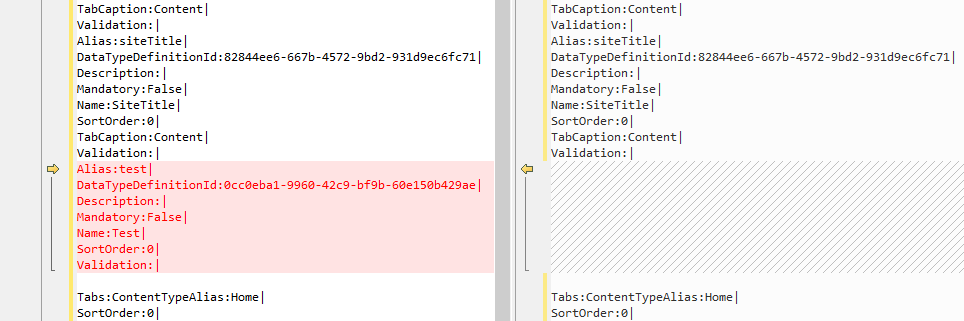 TabCaption:Content|
Validation:|
Alias:siteTitle|
DataTypeDefinitionId:82844ee6-667b-4572-9bd2-931d9ec6fc71|
Description:|
Mandatory:False|
Name:SiteTitle|
SortOrder:0|
TabCaption:Content|
Validation:|
Alias:test|
DataTypeDefinitionId:0cc0eba1-9960-42c9-bf9b-60e150b429ae|
Description:|
Mandatory:False|
Name:Test|
SortOrder:0|
Validation:|
Tabs:ContentTypeAlias:Home|
SortOrder:0|
TabCaption:Content|
Validation:|
Alias:siteTitle|
DataTypeDefinitionId:82844ee6-667b-4572-9bd2-931d9ec6fc71|
Description:|
Mandatory:False|
Name:SiteTitle|
SortOrder:0|
TabCaption:Content|
Validation:|
Tabs:ContentTypeAlias:Home|
SortOrder:0|